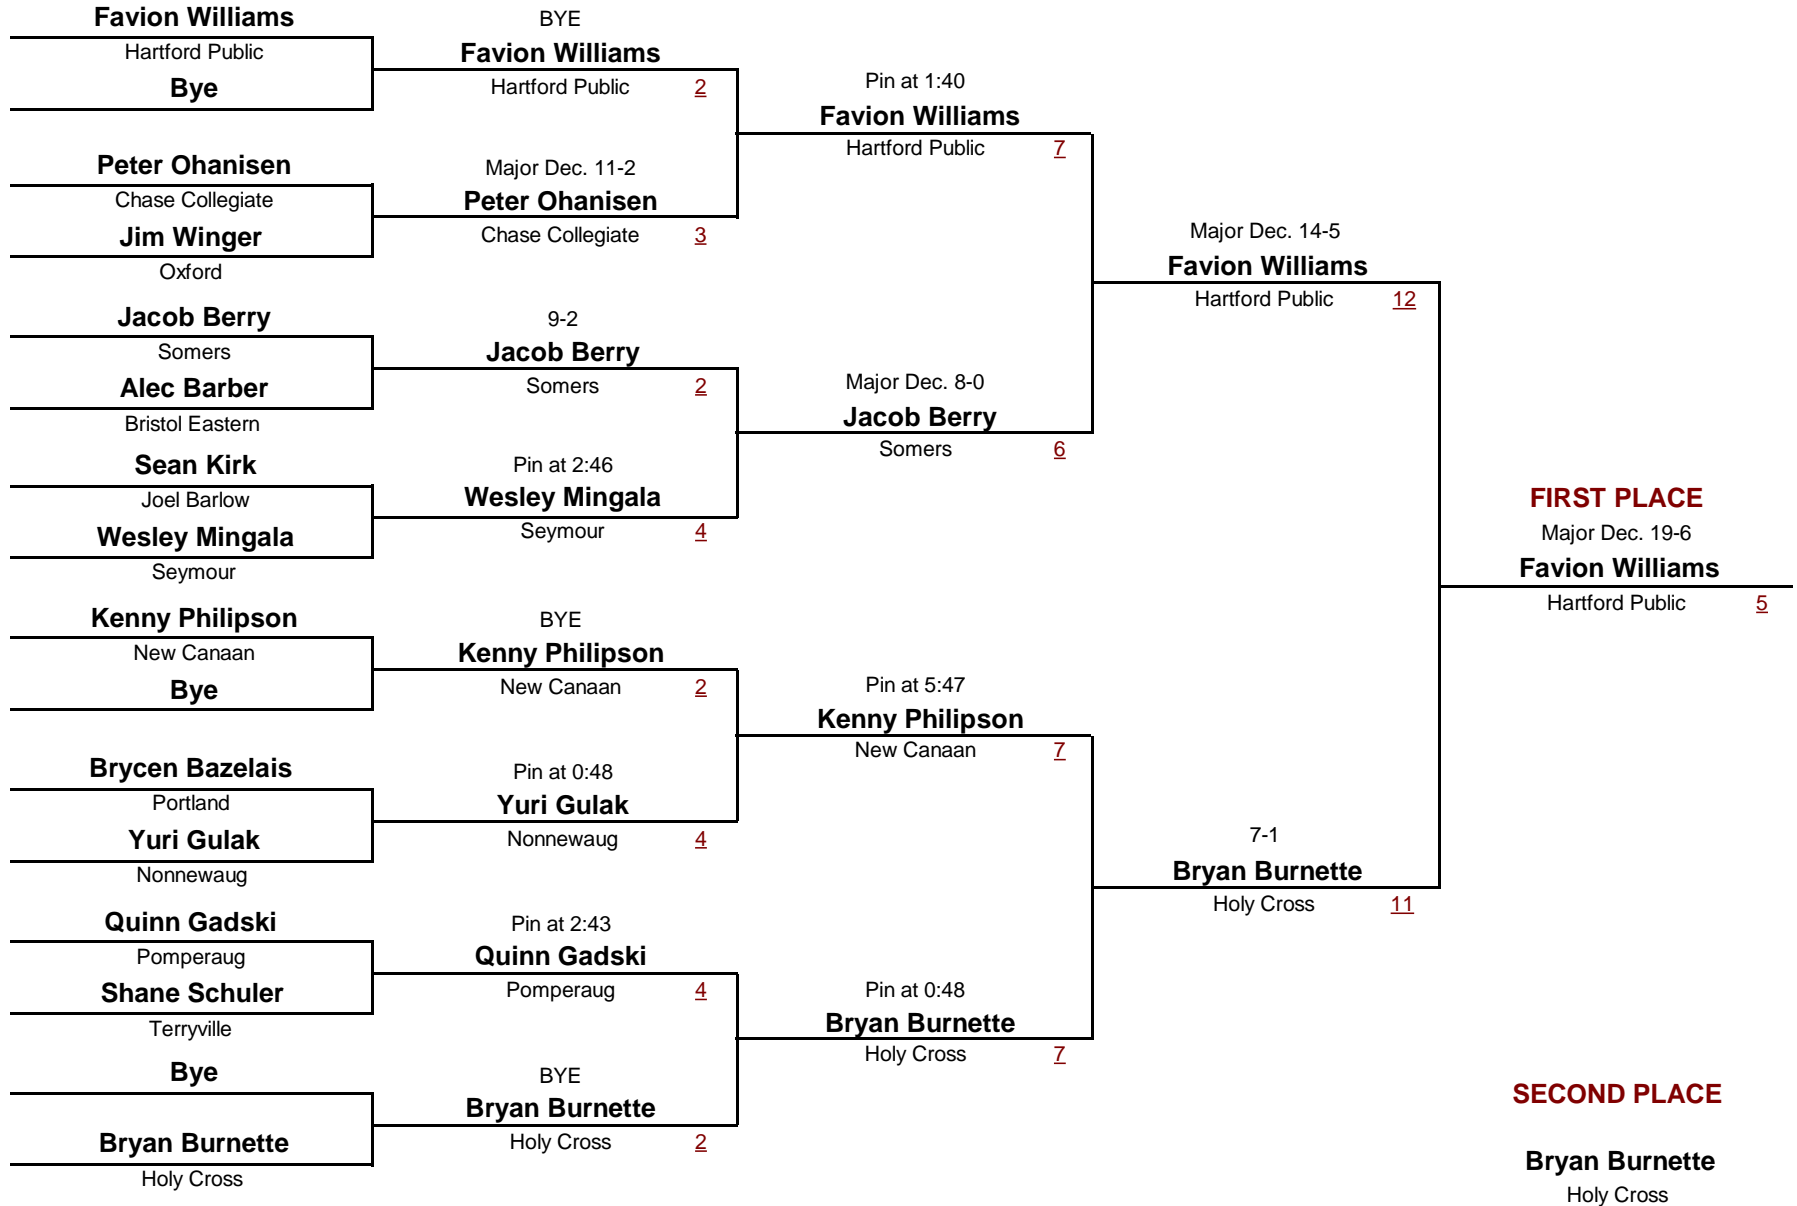 Favion Williams
Hartford Public
Bye
Peter Ohanisen
Chase Collegiate
Jim Winger
Oxford
Jacob Berry
Somers
Alec Barber
Bristol Eastern
Sean Kirk
Joel Barlow
Wesley Mingala
Seymour
Kenny Philipson
New Canaan
Bye
Brycen Bazelais
Portland
Yuri Gulak
Nonnewaug
Quinn Gadski
Pomperaug
Shane Schuler
Terryville
Bye
Bryan Burnette
Holy Cross
BYE
Favion Williams
Hartford Public 2
Major Dec. 11-2
Peter Ohanisen
Chase Collegiate 3
9-2
Jacob Berry
Somers 2
Pin at 2:46
Wesley Mingala
Seymour 4
BYE
Kenny Philipson
New Canaan 2
Pin at 0:48
Yuri Gulak
Nonnewaug 4
Pin at 2:43
Quinn Gadski
Pomperaug 4
BYE
Bryan Burnette
Holy Cross 2
Pin at 1:40
Favion Williams
Hartford Public 7
Major Dec. 8-0
Jacob Berry
Somers 6
Pin at 5:47
Kenny Philipson
New Canaan 7
Pin at 0:48
Bryan Burnette
Holy Cross 7
Major Dec. 14-5
Favion Williams
Hartford Public 12
7-1
Bryan Burnette
Holy Cross 11
FIRST PLACE
Major Dec. 19-6
Favion Williams
Hartford Public 5
SECOND PLACE
Bryan Burnette
Holy Cross